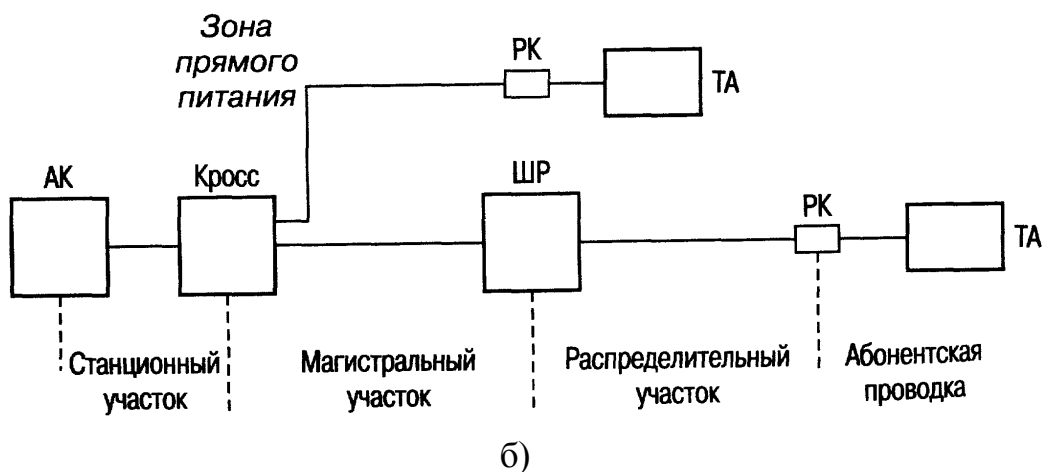 Зона
прямого
питания
РК
ТА
АК
Кросс
ШР
РК
ТА
Станционный
участок
Магистральный
участок
Распределительный
участок
Абонентская
проводка
б)